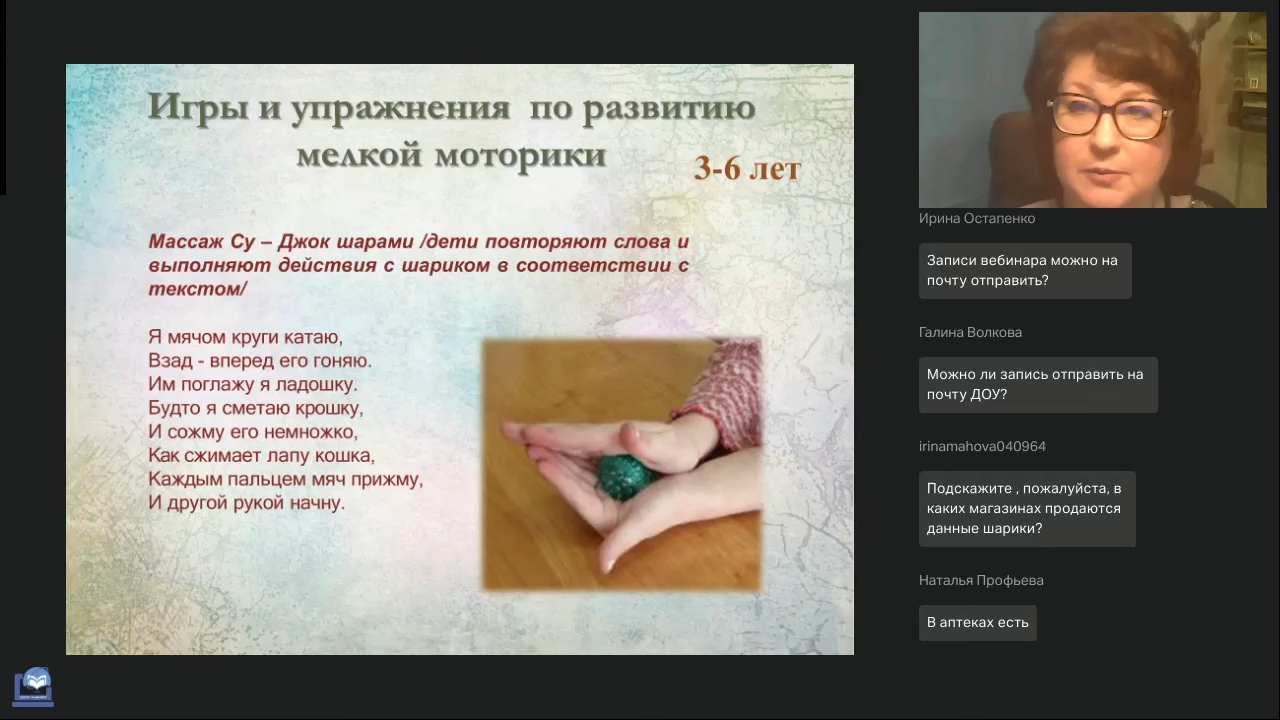 Игры и упражнения по развитию
мелкой моторики
3-6 лет
Массаж Су – Джок шарами /дети повторяют слова и
выполняют действия с шариком в соответствии с
текстом/
Я мячом круги катаю,
Взад - вперед его гоняю.
Им поглажу я ладошку.
Будто я сметаю крошку,
И сожму его немножко,
Как сжимает лапу кошка,
Каждым пальцем мяч прижму,
И другой рукой начну.
Ирина Остапенко
Записи вебинара можно на
почту отправить?
Галина Волкова
Можно ли запись отправить на
почту ДОУ?
irinamahova040964
Подскажите , пожалуйста, в
каких магазинах продаются
данные шарики?
Наталья Профьева
В аптеках есть